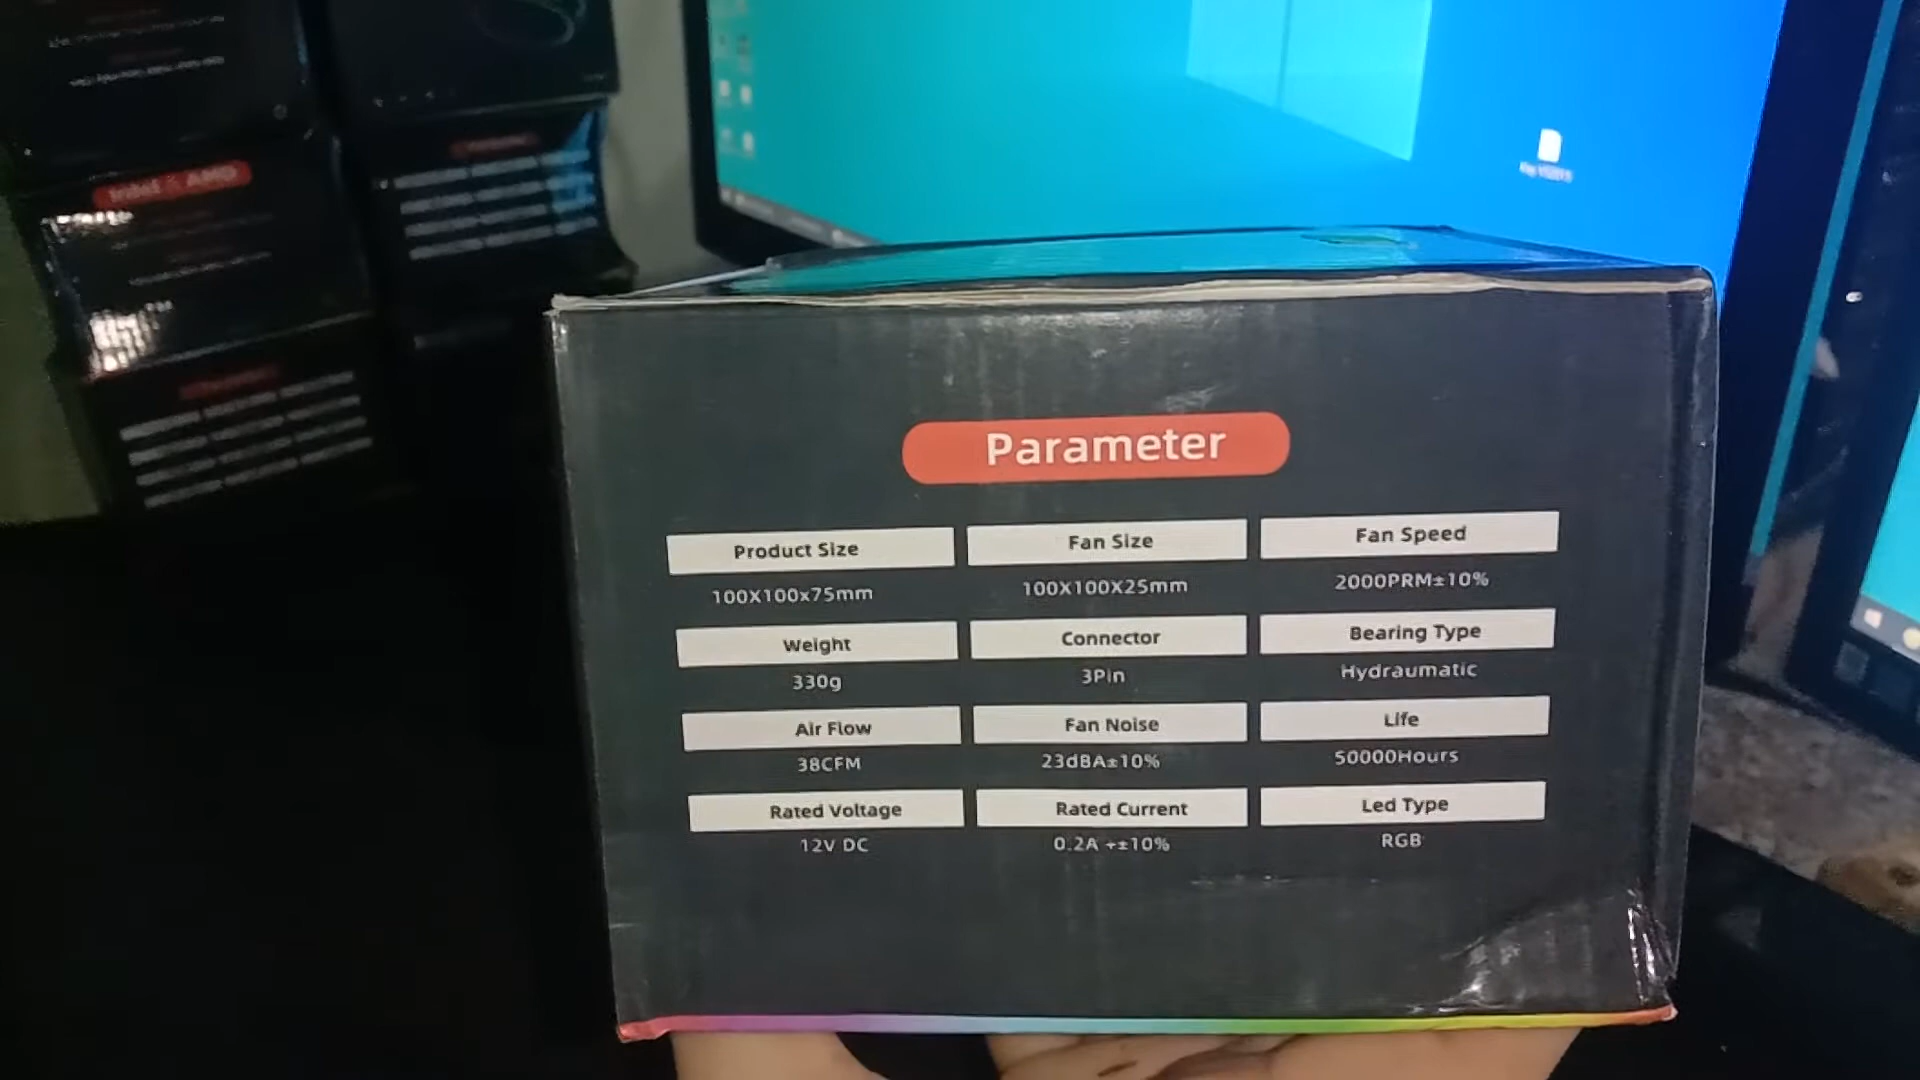 Intel AMD
Parameter
Product Size Fan Size Fan Speed
100X100x75mm 100X100X25mm 2000PRM±10%
Weight Connector Bearing Type
330g 3Pin Hydraumatic
Air Flow Fan Noise Life
38CFM 23dBA±10% 50000Hours
Rated Voltage Rated Current Led Type
12V DC 0.2A +±10% RGB